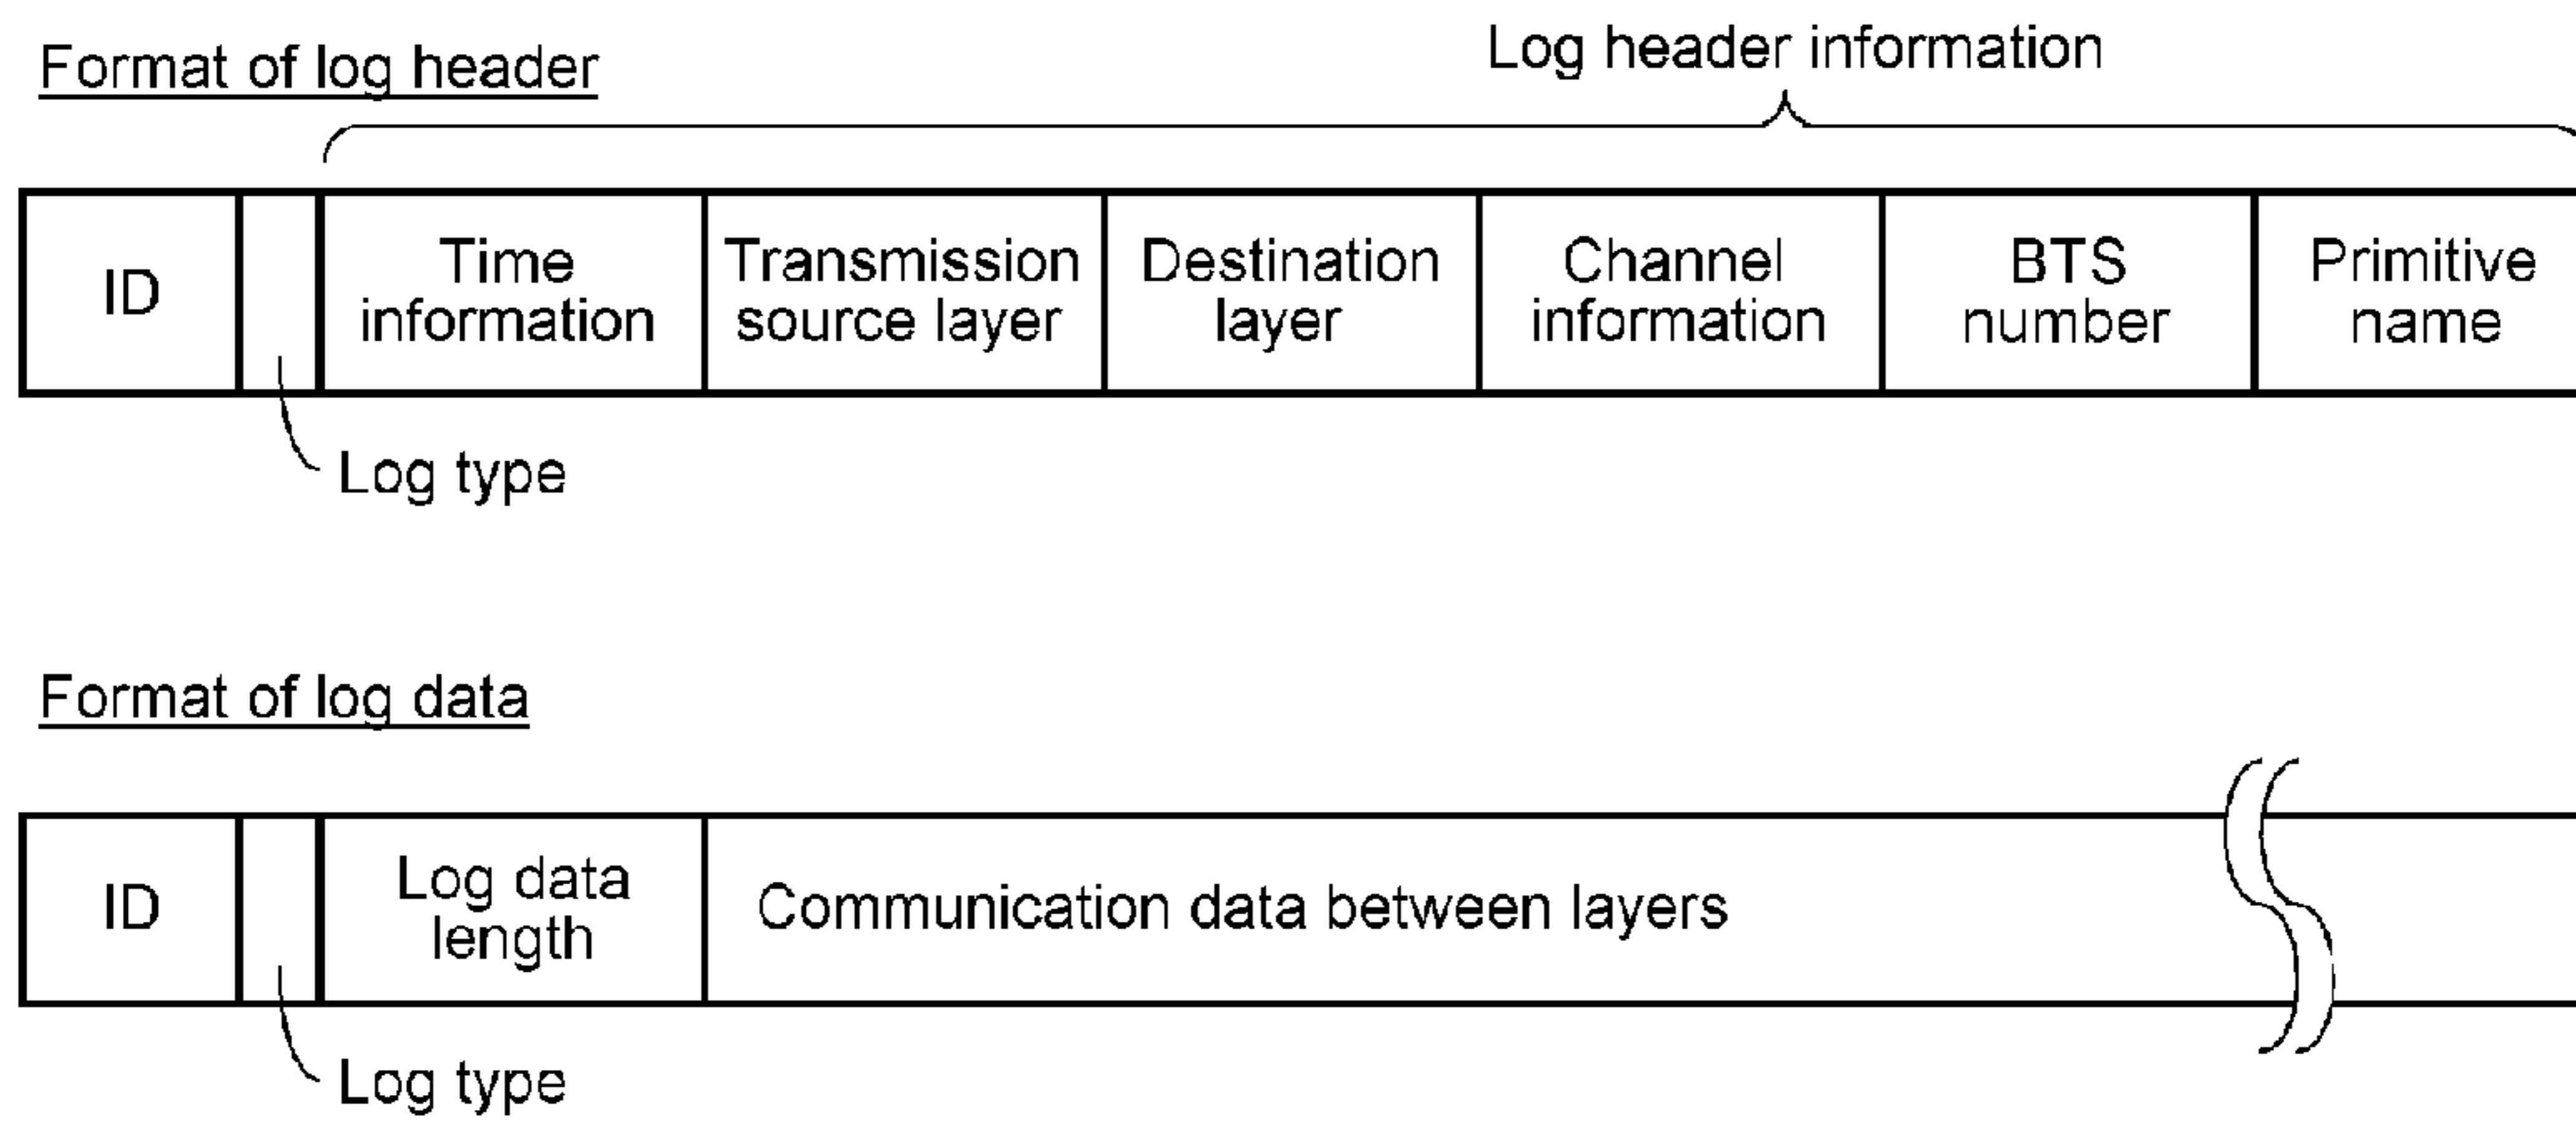 Format of log header
Log header information
ID
Time
information
Transmission
source layer
Destination
layer
Channel
information
BTS
number
Primitive
name
Log type
Format of log data
ID
Log data
length
Communication data between layers
Log type